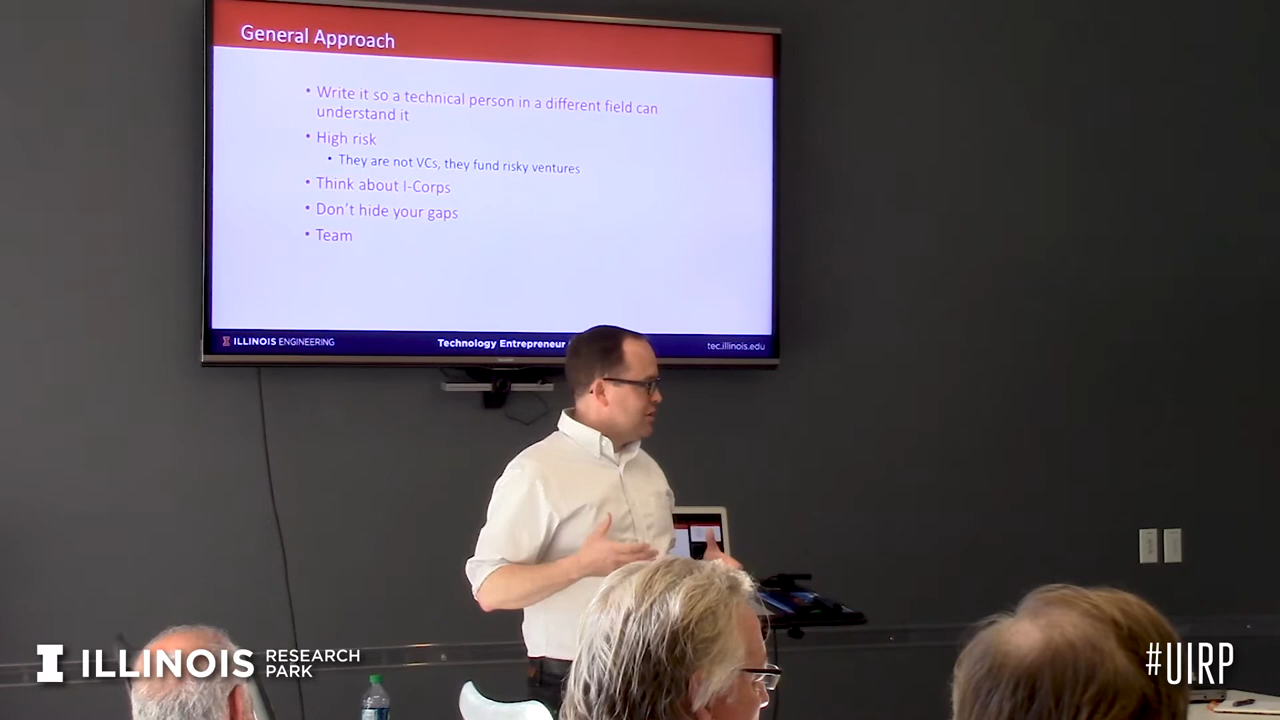 General Approach
• Write it so a technical person in a different field can
understand it
• High risk
• They are not VCs, they fund risky ventures
• Think about I-Corps
• Don't hide your gaps
• Team
I ILLINOIS ENGINEERING
Technology Entrepreneur
tec.illinois.edu
I ILLINOIS RESEARCH
PARK
#UIRP